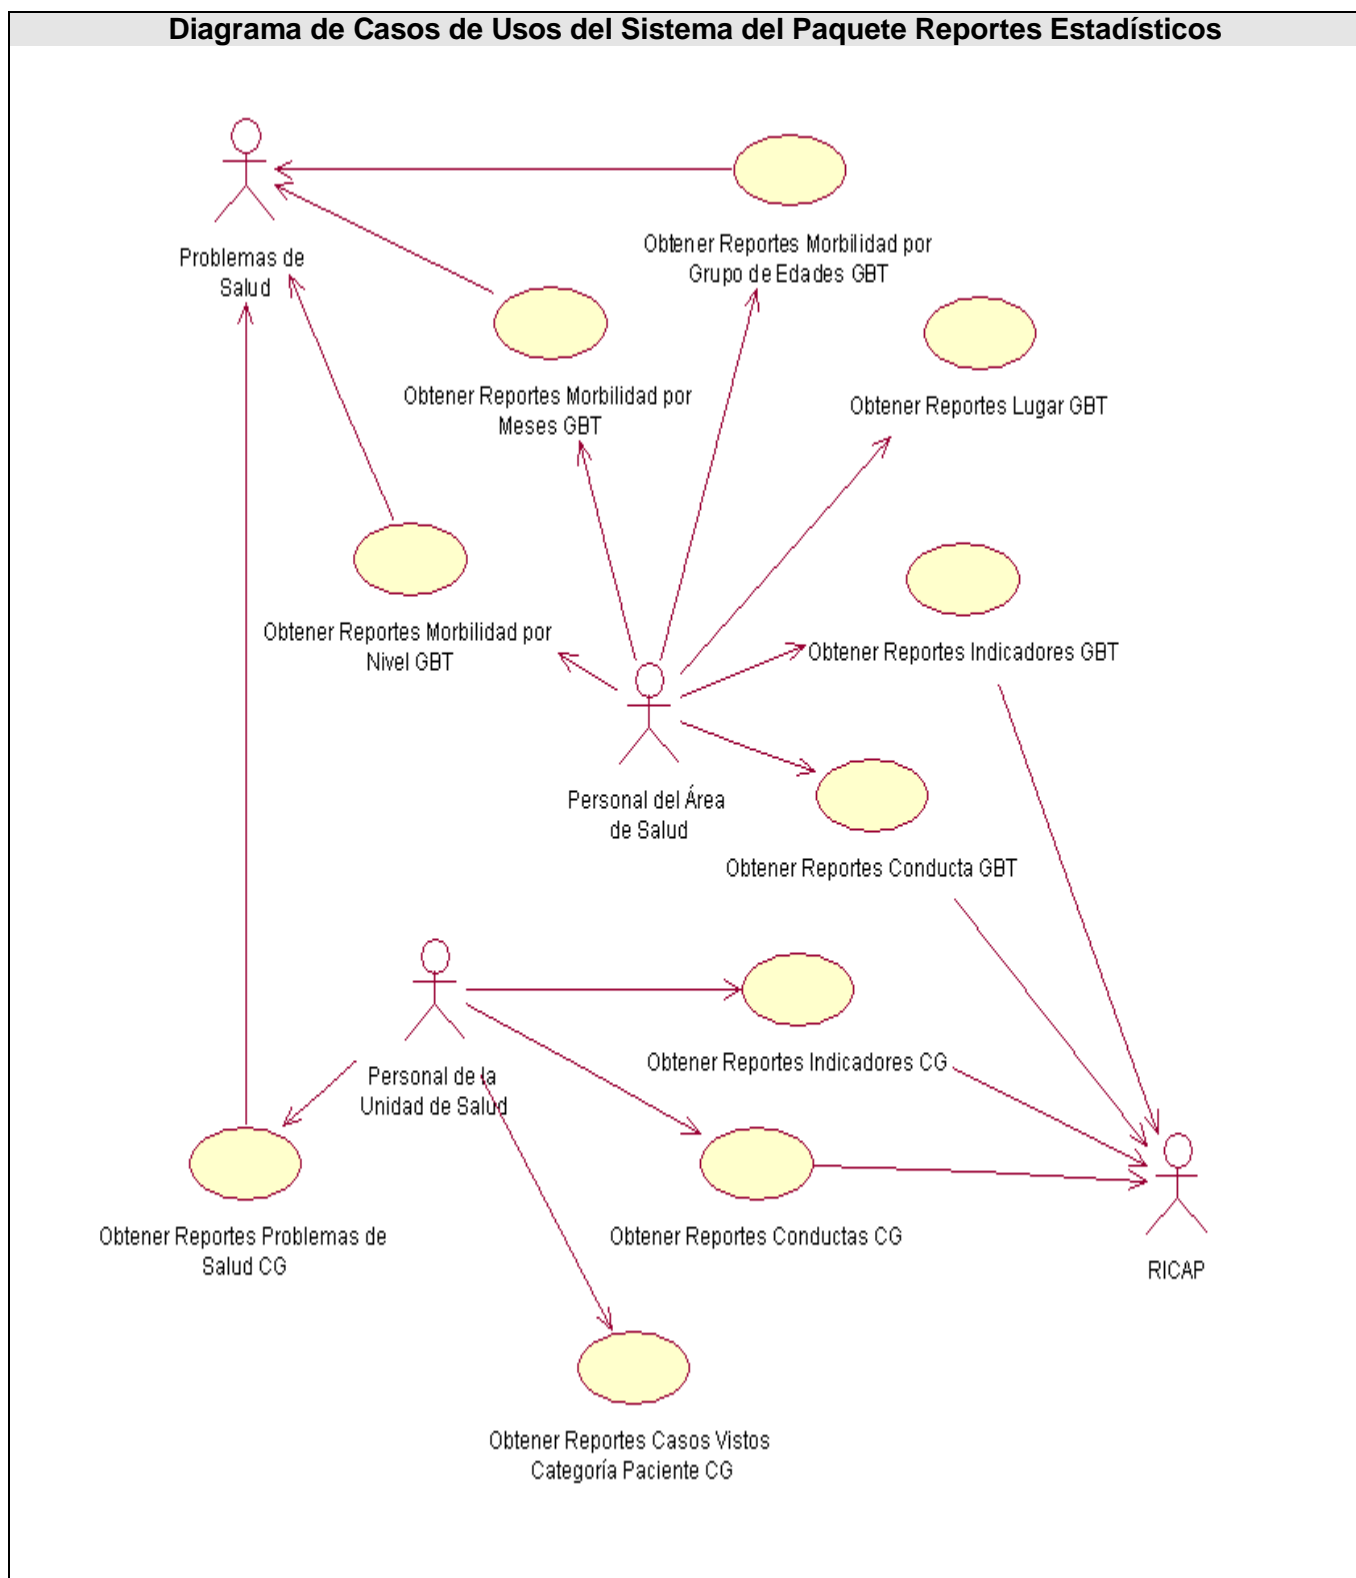 Diagrama de Casos de Usos del Sistema del Paquete Reportes Estadísticos
Problemas de
Salud
Obtener Reportes Morbilidad por
Grupo de Edades GBT
Obtener Reportes Morbilidad por
Meses GBT
Obtener Reportes Lugar GBT
Obtener Reportes Morbilidad por
Nivel GBT
Obtener Reportes Indicadores GBT
Personal del Área
de Salud
Obtener Reportes Conducta GBT
Personal de la
Unidad de Salud
Obtener Reportes Indicadores CG
Obtener Reportes Problemas de
Salud CG
Obtener Reportes Conductas CG
RICAP
Obtener Reportes Casos Vistos
Categoría Paciente CG